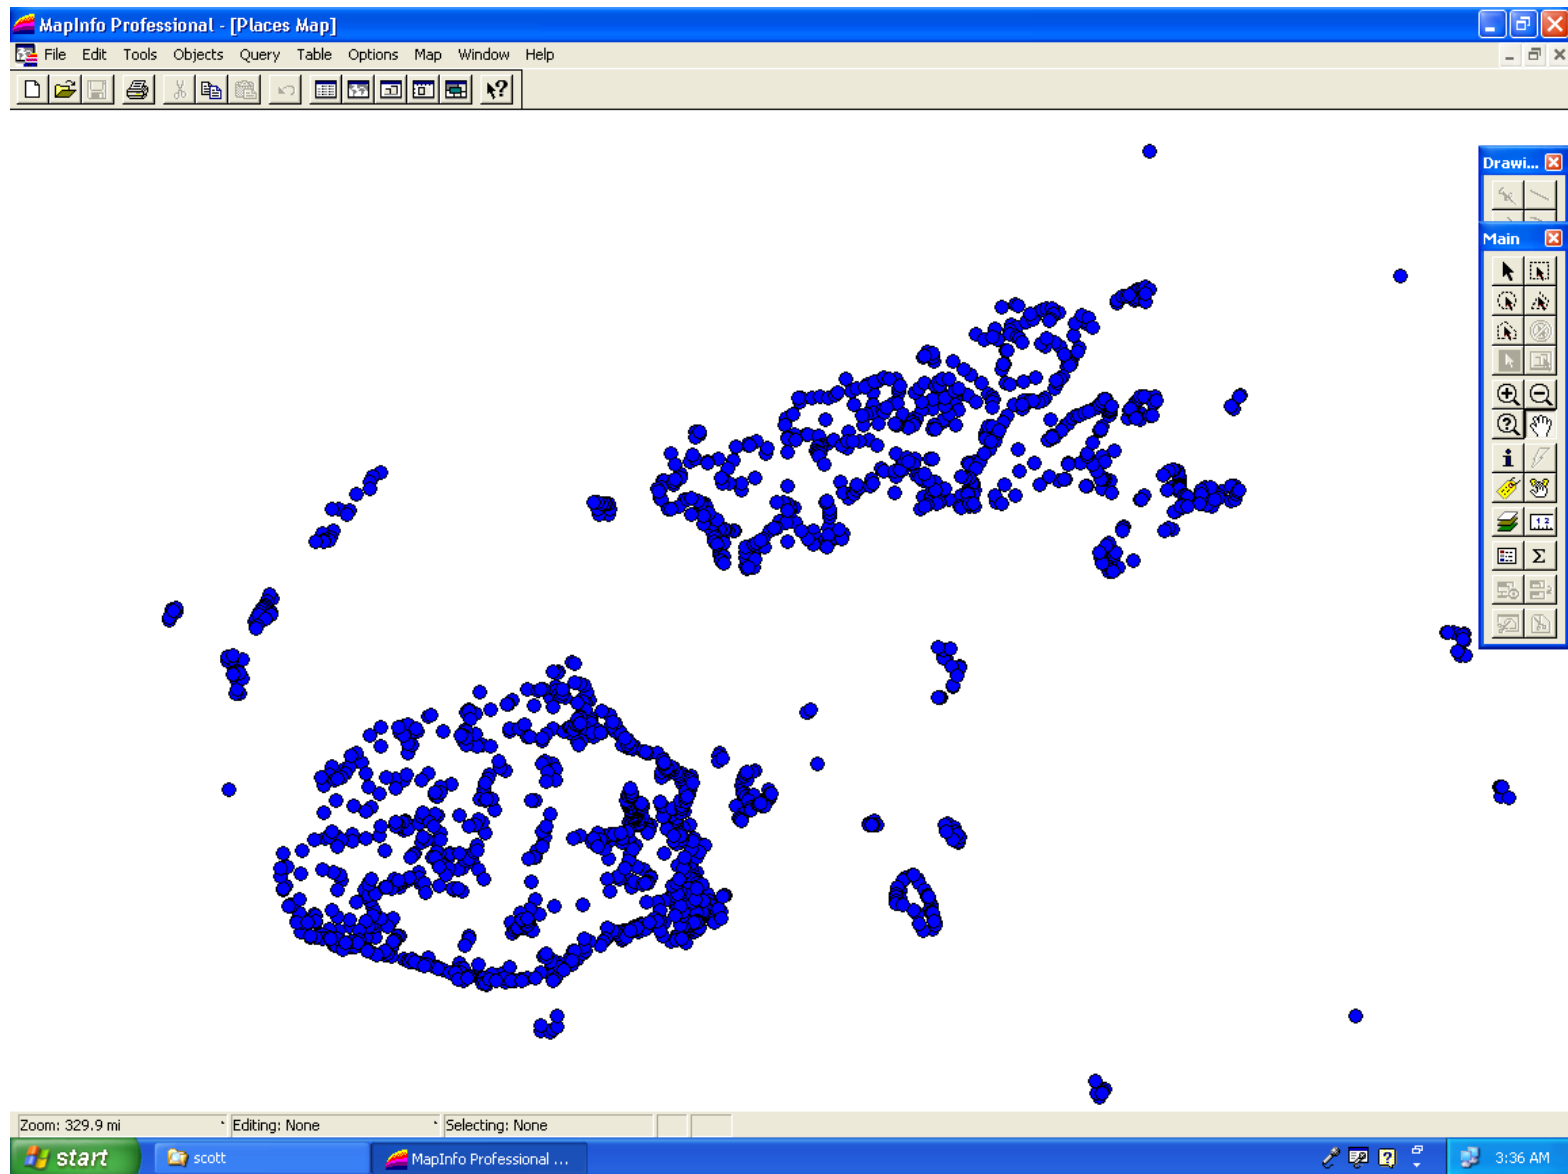 MapInfo Professional - [Places Map]
File Edit Tools Objects Query Table Options Map Window Help
Drawi...
Main
Zoom: 329.9 mi Editing: None Selecting: None
start scott MapInfo Professional ... 3:36 AM